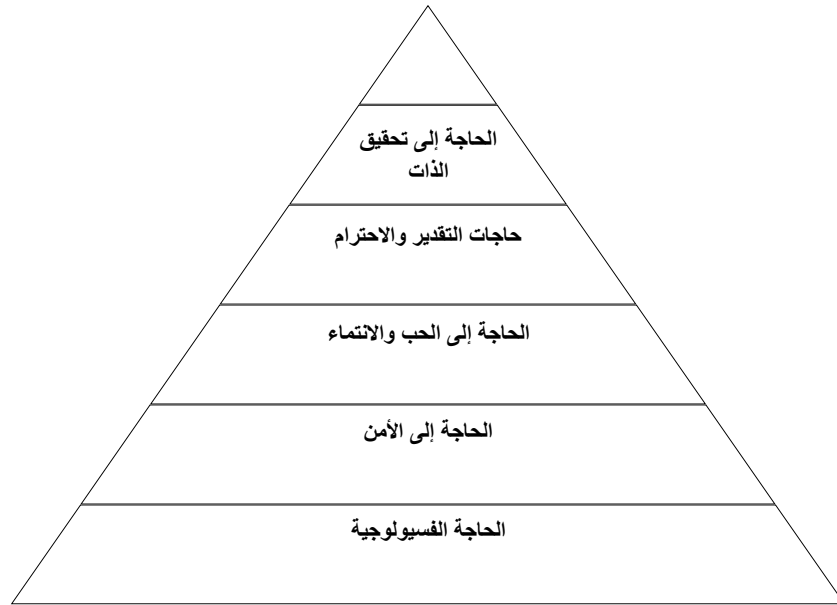 الحاجة إلى تحقيق
الذات
حاجات التقدير والاحترام
الحاجة إلى الحب والانتماء
الحاجة إلى الأمن
الحاجة الفسيولوجية